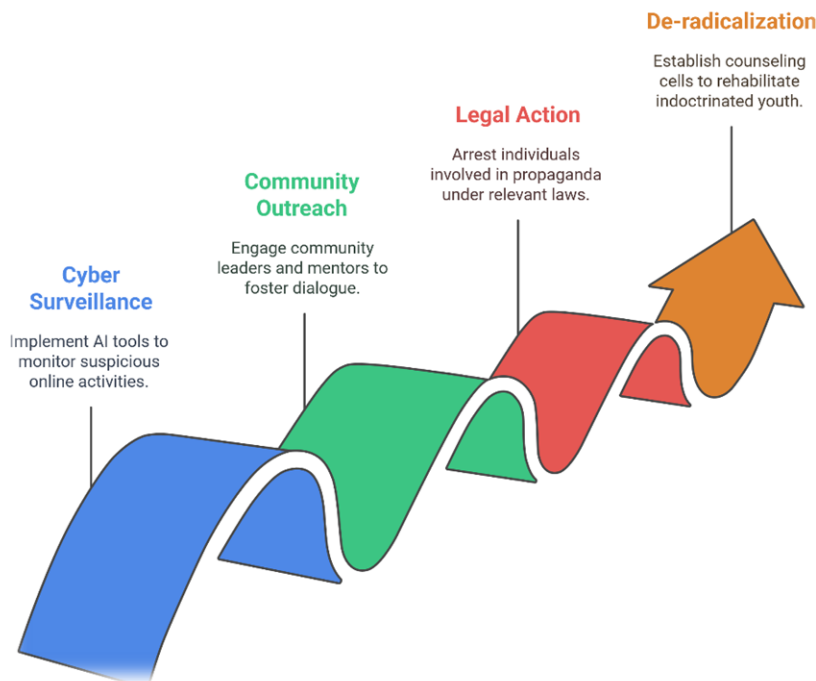 Cyber
Surveillance
Implement AI tools to
monitor suspicious
online activities.
Community
Outreach
Engage community
leaders and mentors to
foster dialogue.
Legal Action
Arrest individuals
involved in propaganda
under relevant laws.
De-radicalization
Establish counseling
cells to rehabilitate
indoctrinated youth.